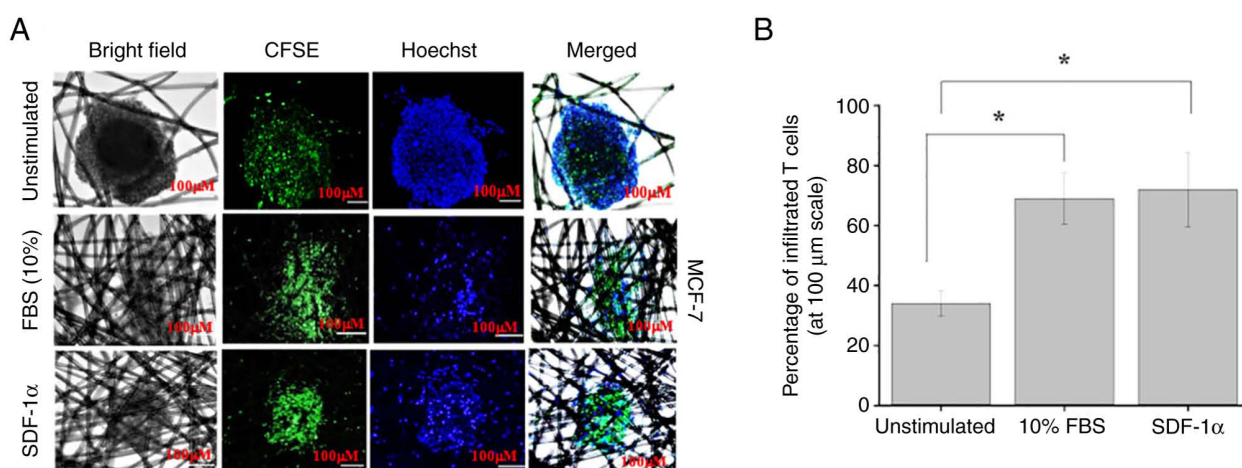 A
Bright field CFSE Hoechst Merged
Unstimulated
100µM 100µM 100µM 100µM
FBS (10%)
100µM 100µM 100µM 100µM
SDF-1α
100µM 100µM 100µM 100µM
MCF-7
B
*
*
Percentage of infiltrated T cells
(at 100 µm scale)
100
80
60
40
20
0
Unstimulated 10% FBS SDF-1α